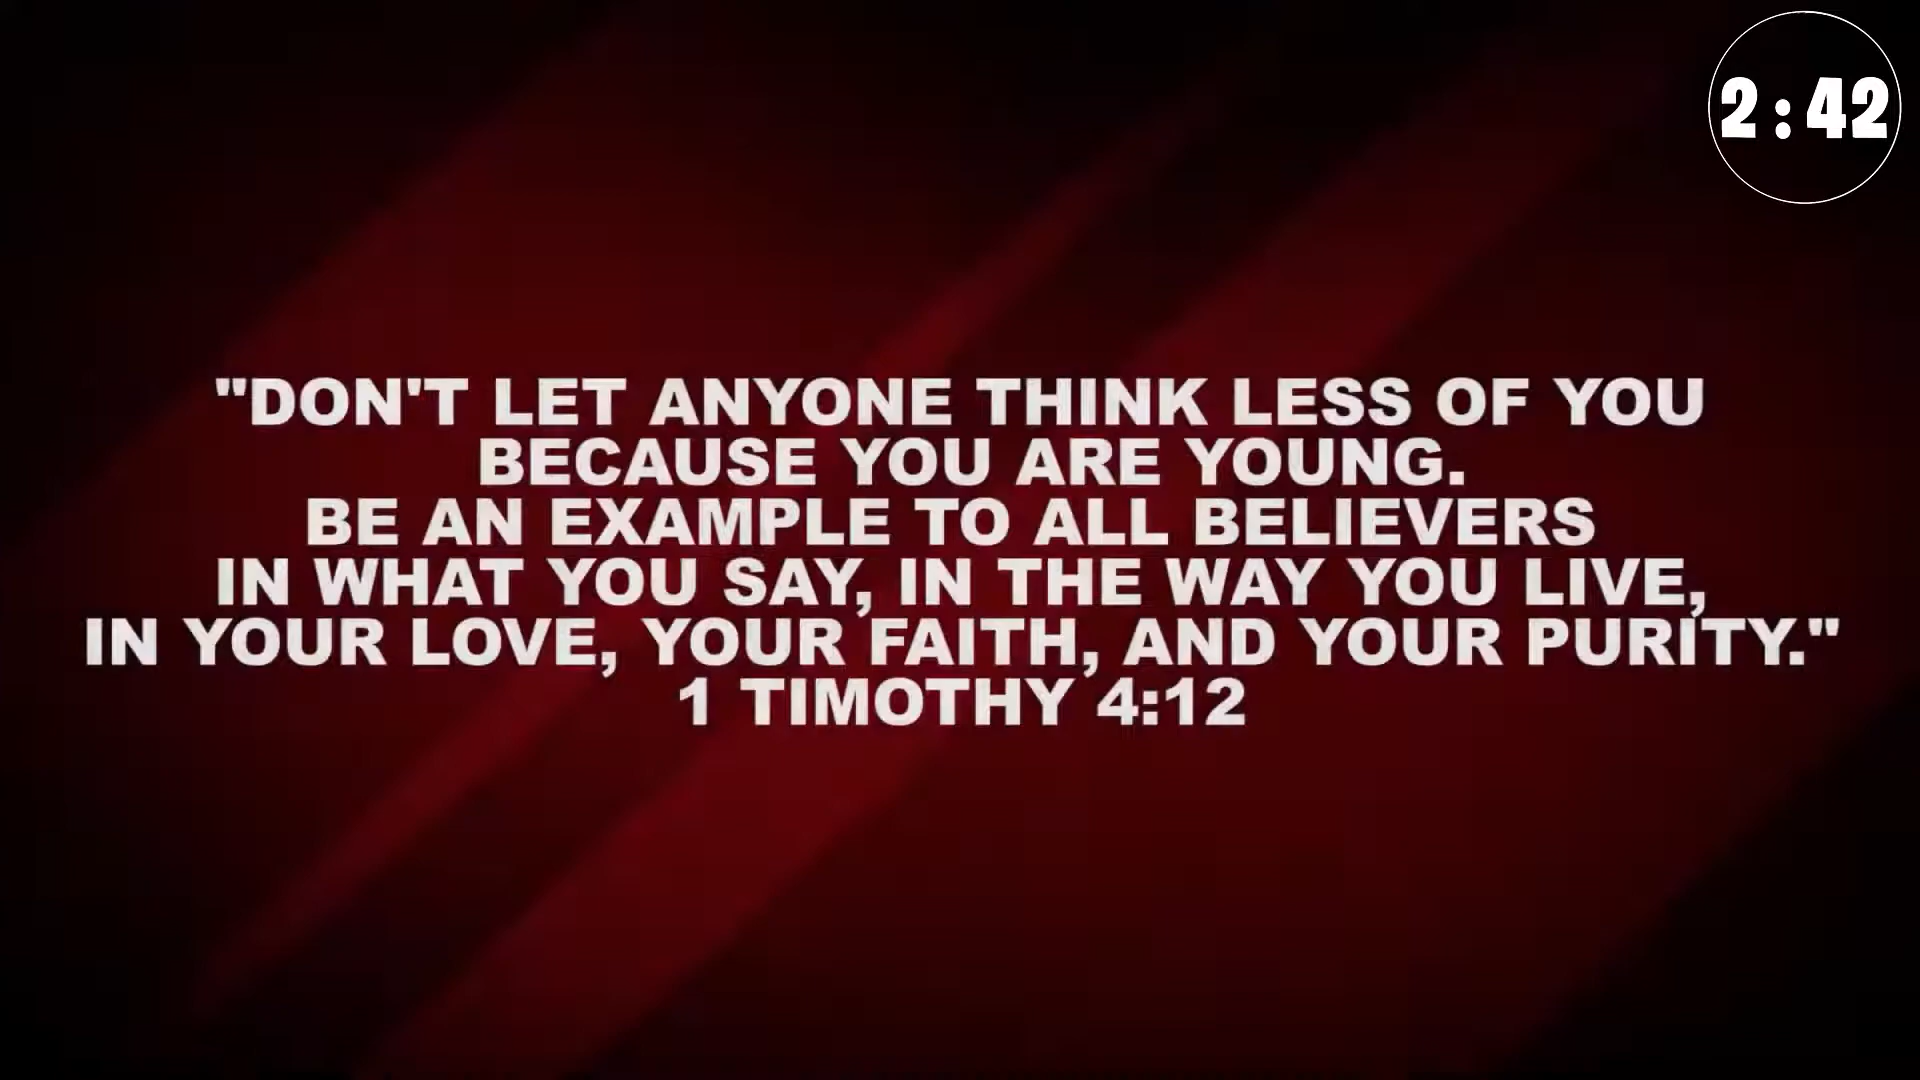 2:42
"DON'T LET ANYONE THINK LESS OF YOU
BECAUSE YOU ARE YOUNG.
BE AN EXAMPLE TO ALL BELIEVERS
IN WHAT YOU SAY, IN THE WAY YOU LIVE,
IN YOUR LOVE, YOUR FAITH, AND YOUR PURITY."
1 TIMOTHY 4:12